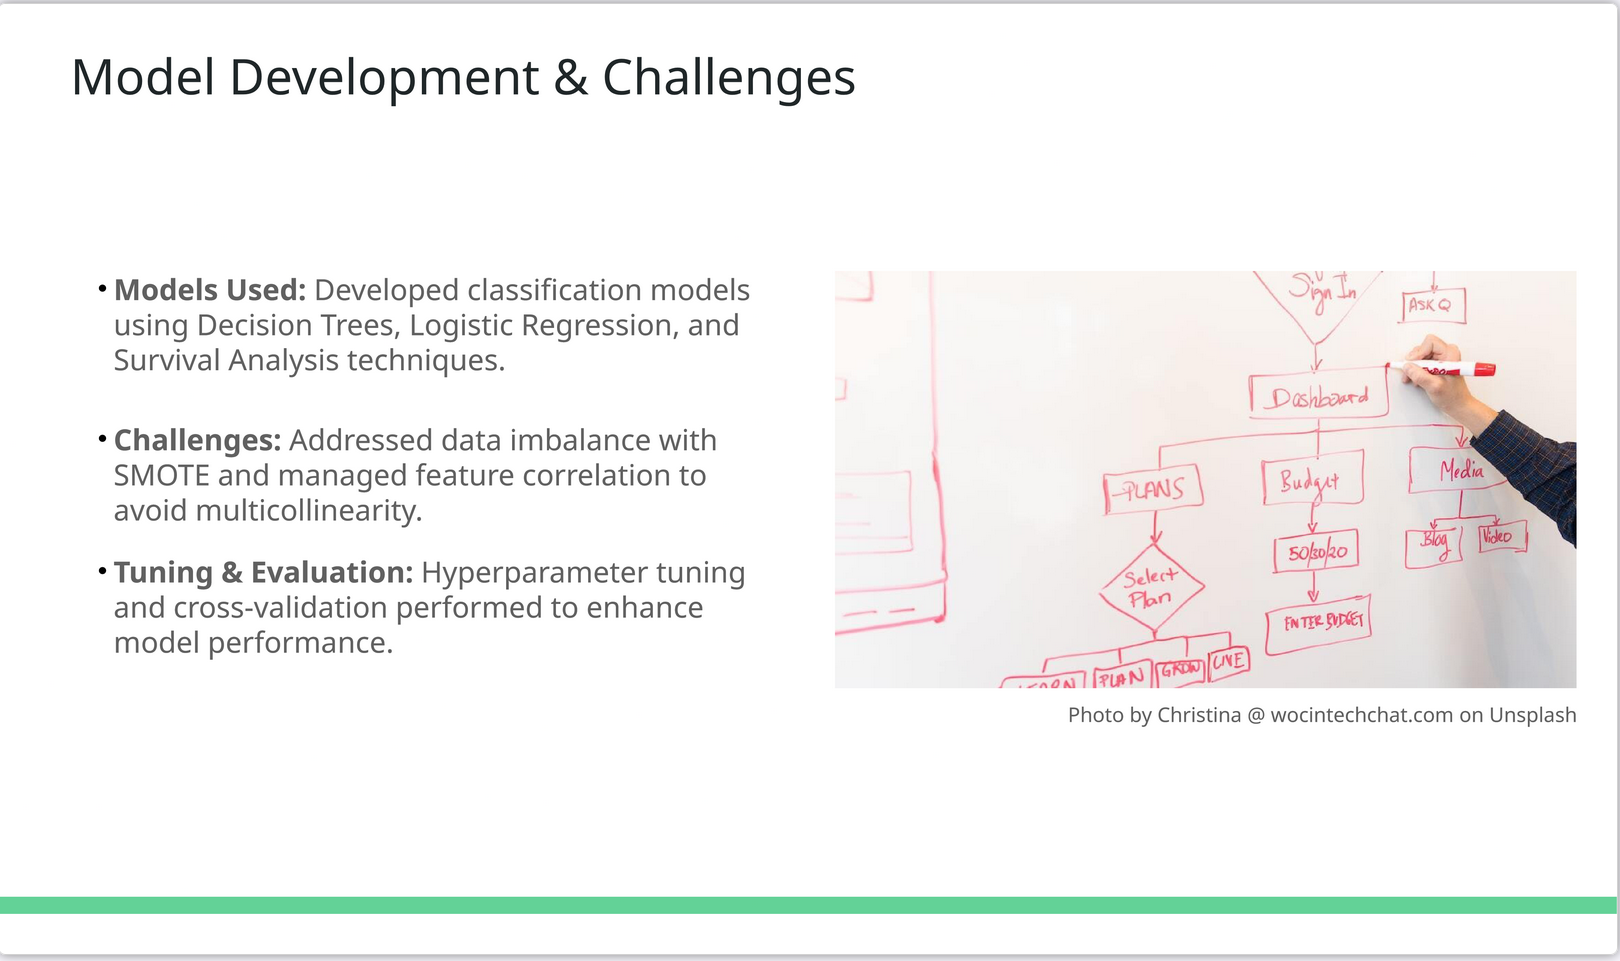 Model Development & Challenges
• Models Used: Developed classification models
using Decision Trees, Logistic Regression, and
Survival Analysis techniques.
• Challenges: Addressed data imbalance with
SMOTE and managed feature correlation to
avoid multicollinearity.
• Tuning & Evaluation: Hyperparameter tuning
and cross-validation performed to enhance
model performance.
Sign In
ASK Q
Dashboard
PLANS
Budget
Media
50/30/20
Blog
Video
Select
Plan
ENTER BUDGET
LEARN
PLAN
GROW
LIVE
Photo by Christina @ wocintechchat.com on Unsplash